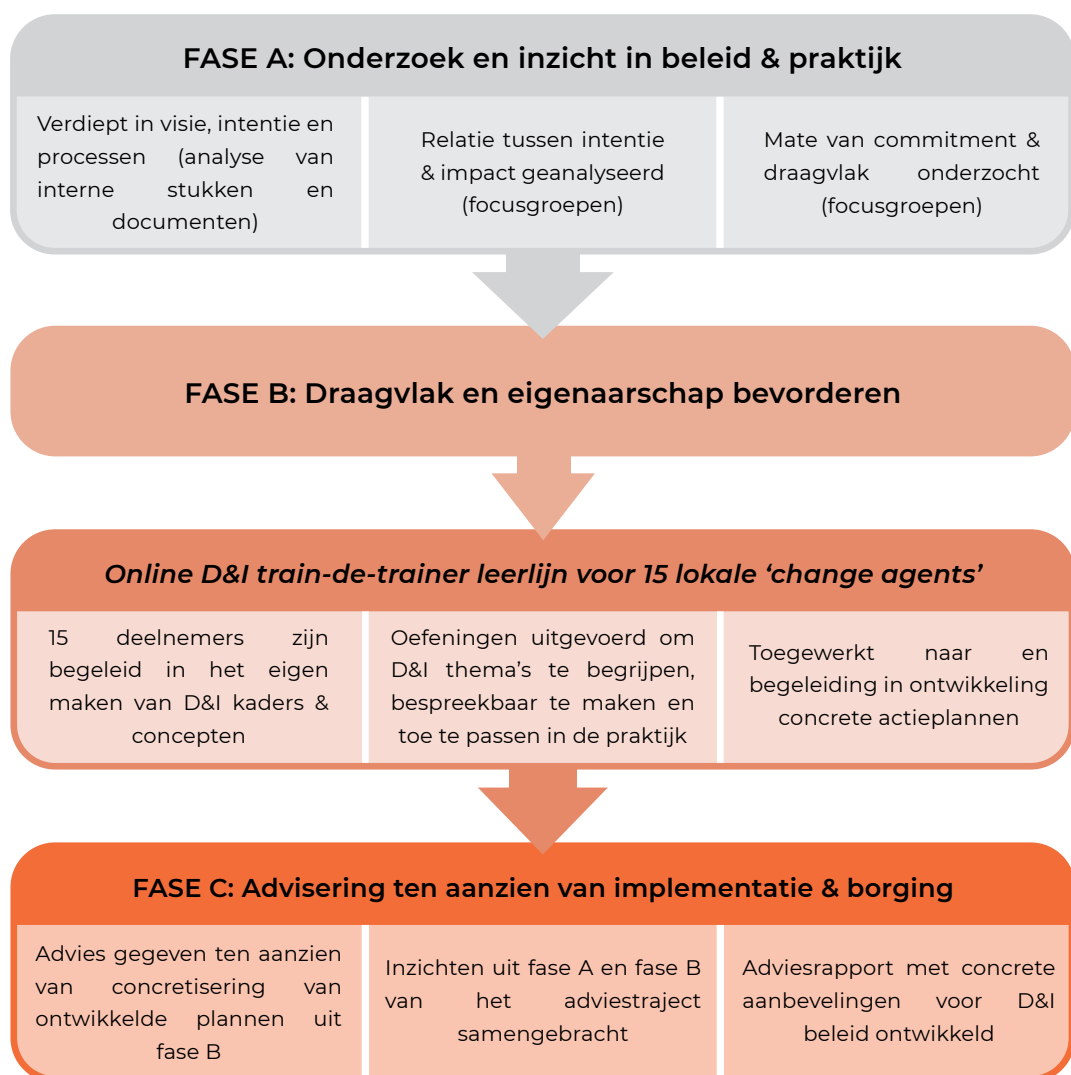 FASE A: Onderzoek en inzicht in beleid & praktijk
Verdiept in visie, intentie en
processen (analyse van
interne stukken en
documenten)
Relatie tussen intentie
& impact geanalyseerd
(focusgroepen)
Mate van commitment &
draagvlak onderzocht
(focusgroepen)
FASE B: Draagvlak en eigenaarschap bevorderen
Online D&I train-de-trainer leerlijn voor 15 lokale ‘change agents’
15 deelnemers zijn
begeleid in het eigen
maken van D&I kaders &
concepten
Oefeningen uitgevoerd om
D&I thema’s te begrijpen,
bespreekbaar te maken en
toe te passen in de praktijk
Toegewerkt naar en
begeleiding in ontwikkeling
concrete actieplannen
FASE C: Advisering ten aanzien van implementatie & borging
Advies gegeven ten aanzien
van concretisering van
ontwikkelde plannen uit
fase B
Inzichten uit fase A en fase B
van het adviestraject
samengebracht
Adviesrapport met concrete
aanbevelingen voor D&I
beleid ontwikkeld